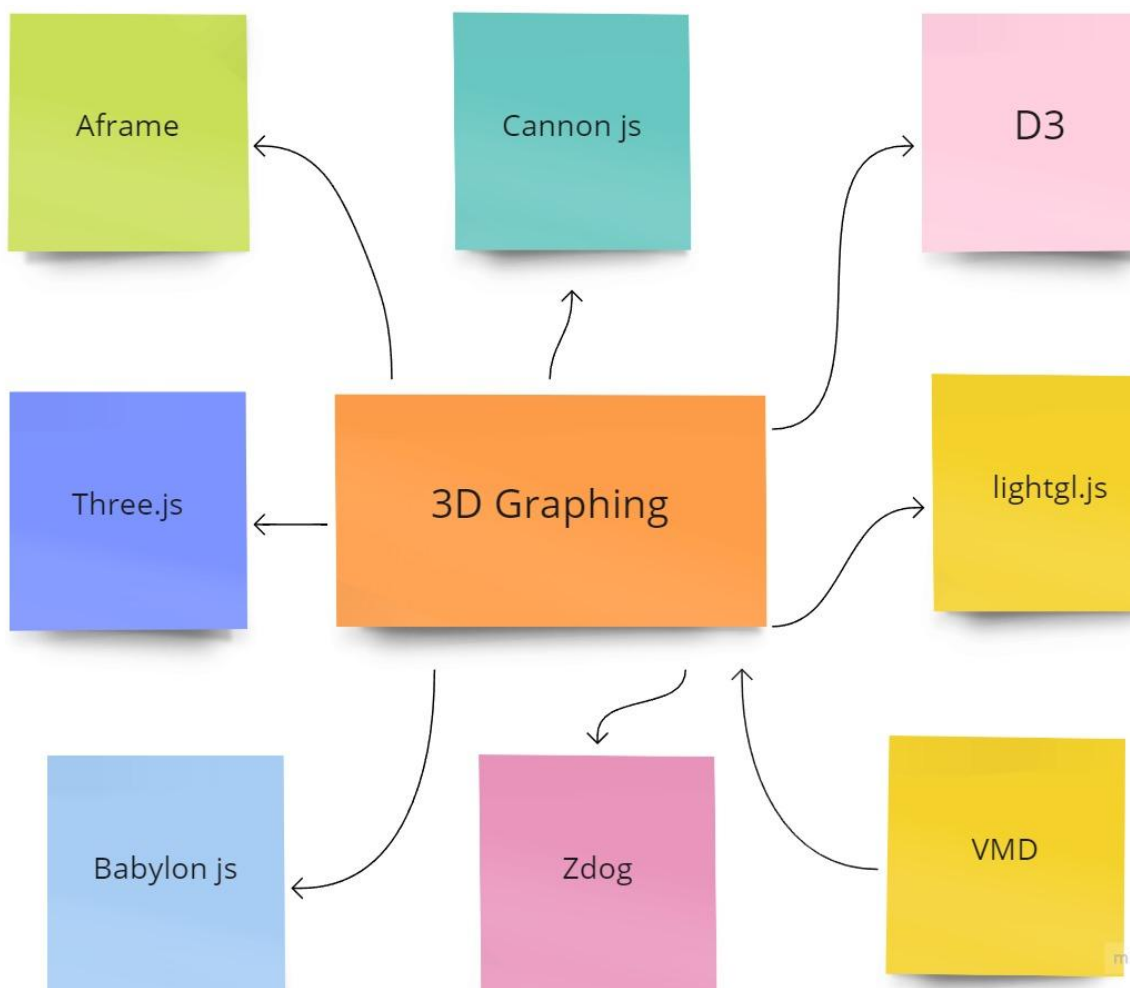 Aframe
Cannon js
D3
Three.js
3D Graphing
lightgl.js
Babylon js
Zdog
VMD
m